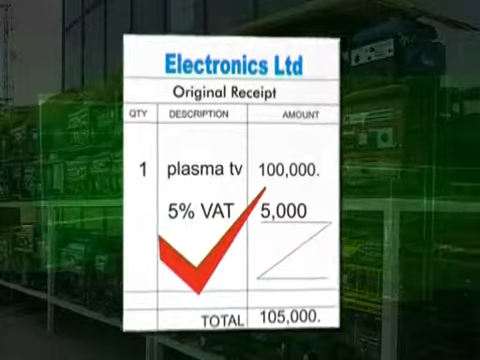 Electronics Ltd
Original Receipt
QTY DESCRIPTION AMOUNT
1 plasma tv 100,000.
5% VAT 5,000
TOTAL 105,000.